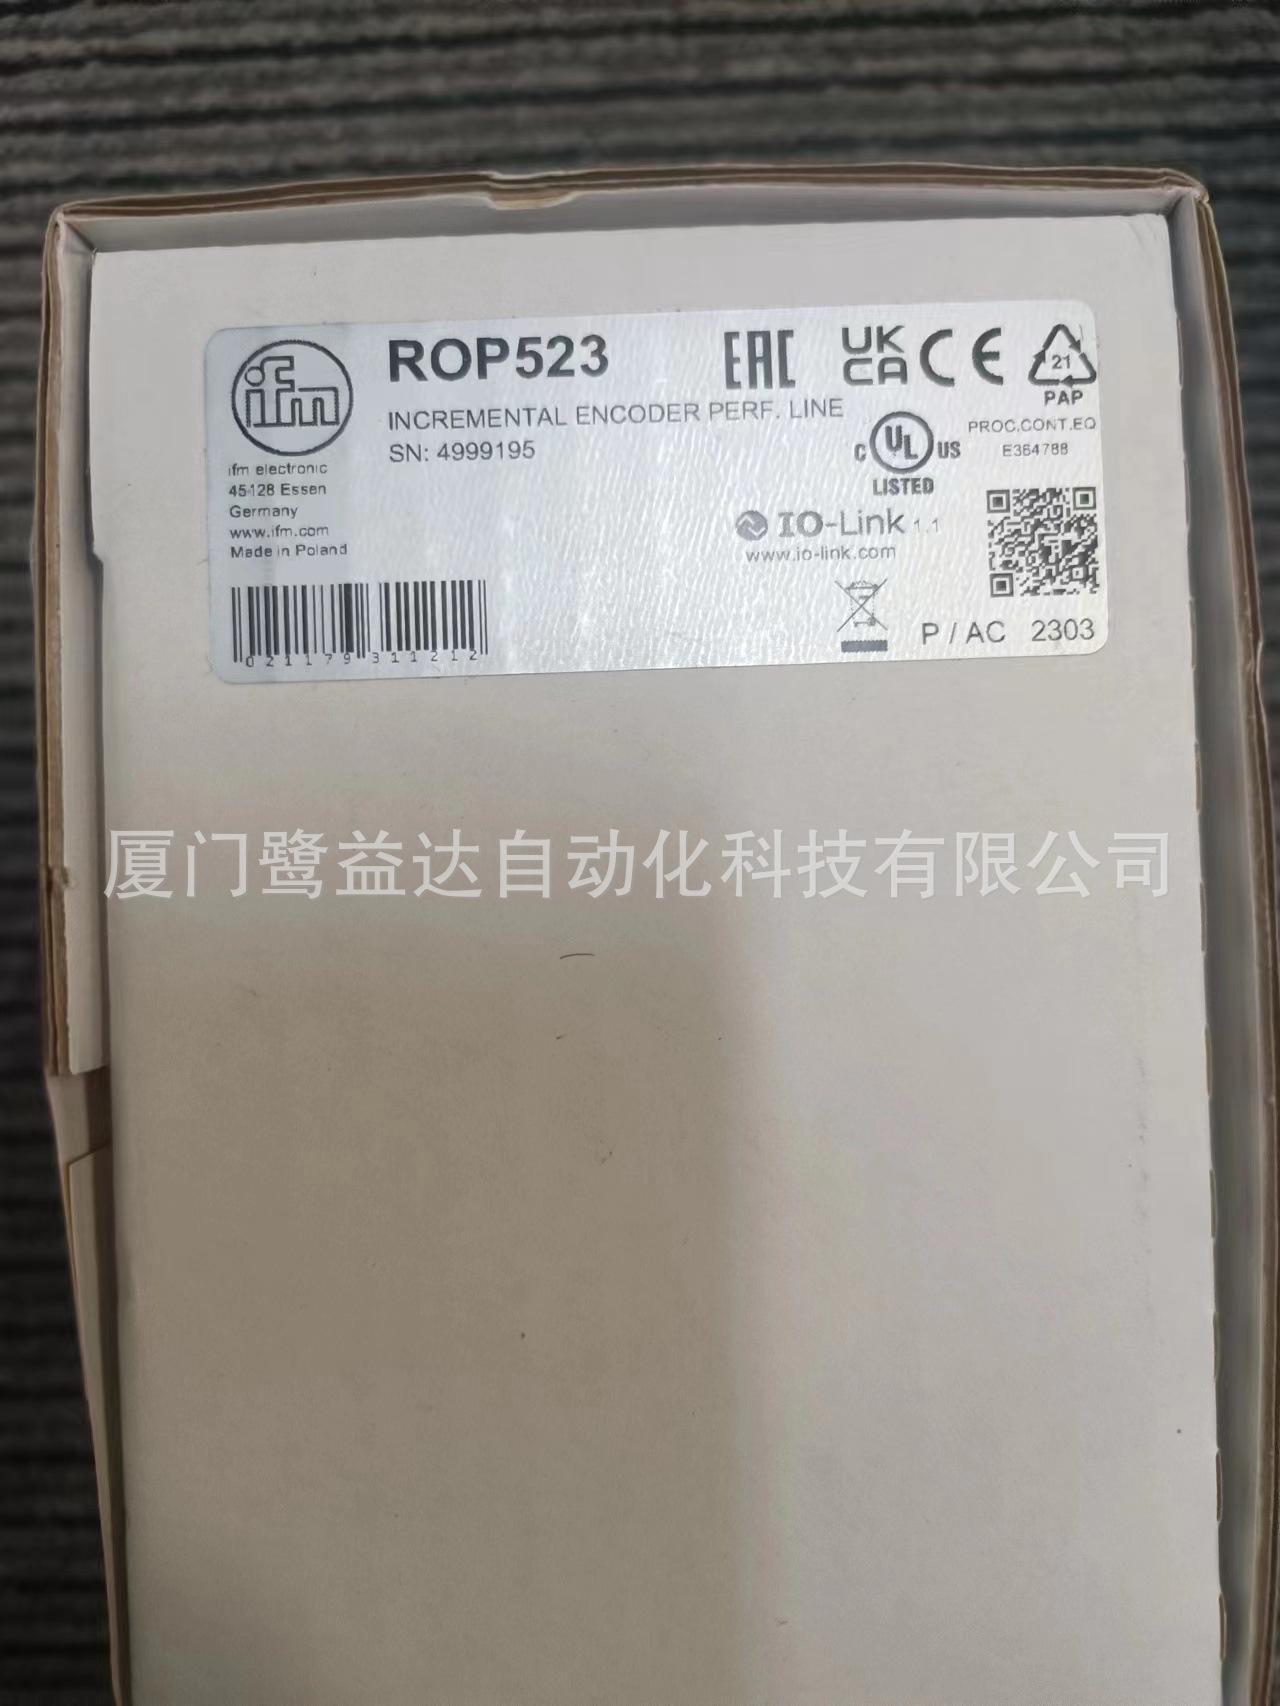 ifm
ROP523
INCREMENTAL ENCODER PERF. LINE
SN: 4999195
ifm electronic
45128 Essen
Germany
www.ifm.com
Made in Poland
021179311212
EAC
UK
CA
CE
21
PAP
C UL US
LISTED
PROC.CONT.EQ
E364788
IO-Link 1.1
www.io-link.com
P / AC 2303
厦门鹭益达自动化科技有限公司